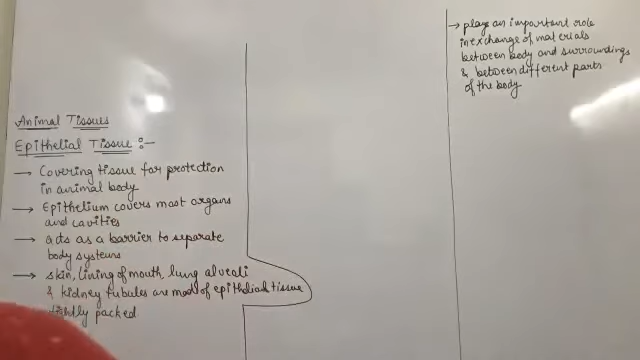 Animal Tissues
Epithelial Tissue :-
→ Covering tissue for protection
in animal body
→ Epithelium covers most organs
and cavities
→ acts as a barrier to separate
body systems
→ skin, lining of mouth, lung alveoli
& kidney tubules are made of epithelial tissue
tightly packed
→ plays an important role
in exchange of materials
between body and surroundings
& between different parts
of the body